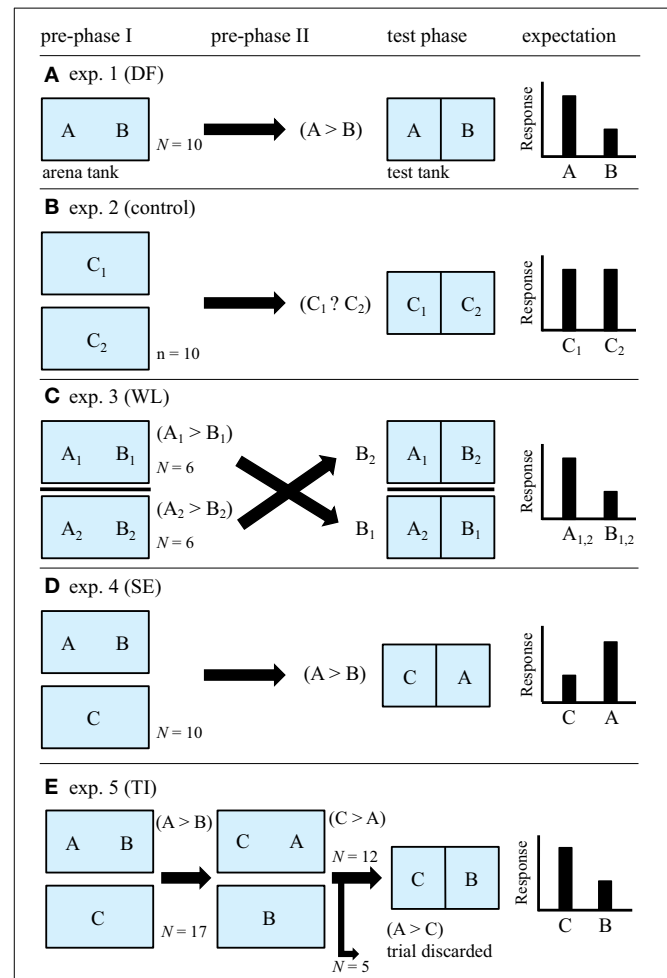 pre-phase I pre-phase II test phase expectation
A exp. 1 (DF)
A B
N = 10
arena tank
(A > B)
A B
test tank
Response
A B
B exp. 2 (control)
C1
C2
n = 10
(C1 ? C2)
C1 C2
Response
C1 C2
C exp. 3 (WL)
A1 B1
(A1 > B1)
N = 6
A2 B2
(A2 > B2)
N = 6
B2
A1 B2
B1
A2 B1
Response
A1,2 B1,2
D exp. 4 (SE)
A B
C
N = 10
(A > B)
C A
Response
C A
E exp. 5 (TI)
A B
(A > B)
C
N = 17
C A
(C > A)
B
N = 12
N = 5
C B
(A > C)
trial discarded
Response
C B